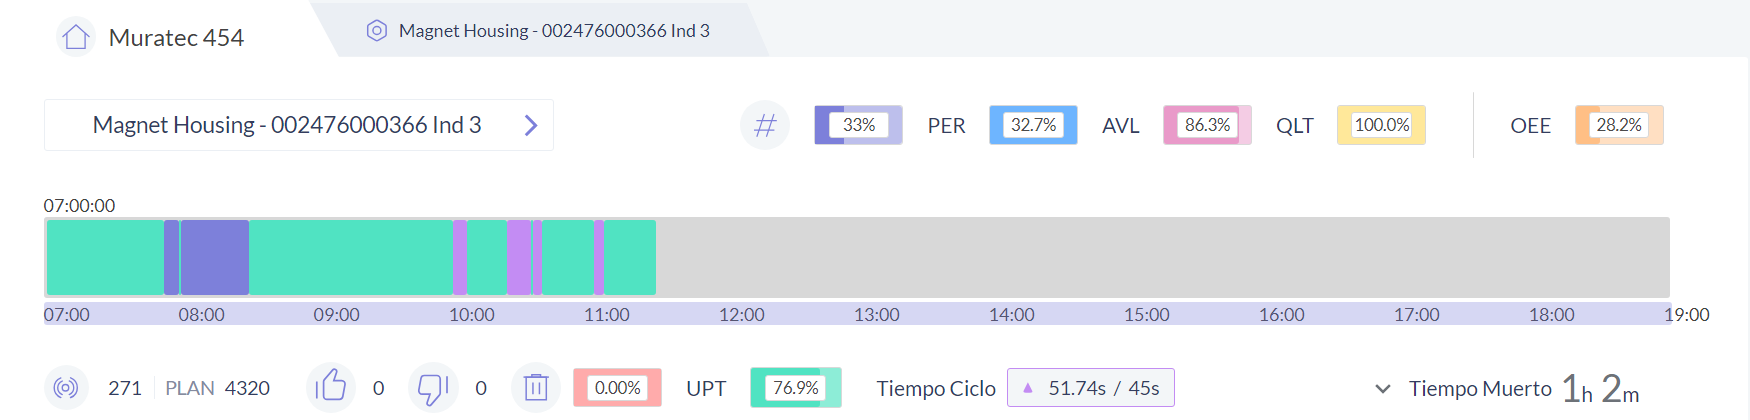 Muratec 454
Magnet Housing - 002476000366 Ind 3
Magnet Housing - 002476000366 Ind 3
# 33% PER 32.7% AVL 86.3% QLT 100.0% OEE 28.2%
07:00:00
07:00 08:00 09:00 10:00 11:00 12:00 13:00 14:00 15:00 16:00 17:00 18:00 19:00
271 PLAN 4320 0 0 0.00% UPT 76.9% Tiempo Ciclo 51.74s / 45s Tiempo Muerto 1h 2m